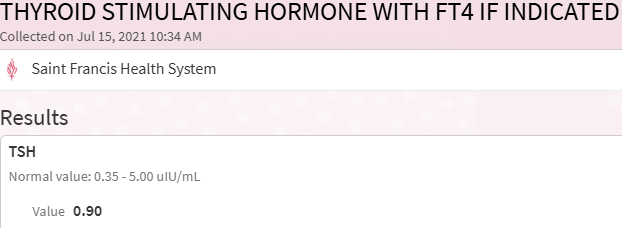 THYROID STIMULATING HORMONE WITH FT4 IF INDICATED
Collected on Jul 15, 2021 10:34 AM
Saint Francis Health System
Results
TSH
Normal value: 0.35 - 5.00 uIU/mL
Value 0.90